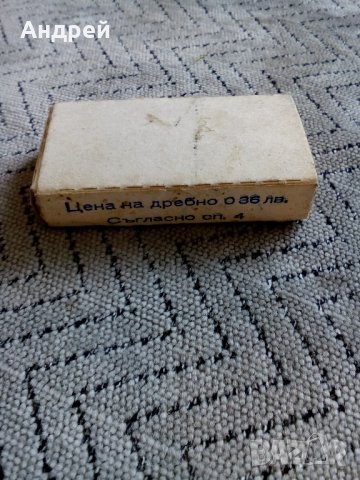 Андрей
Цена на дребно 0 36 лв.
Съгласно сп. 4